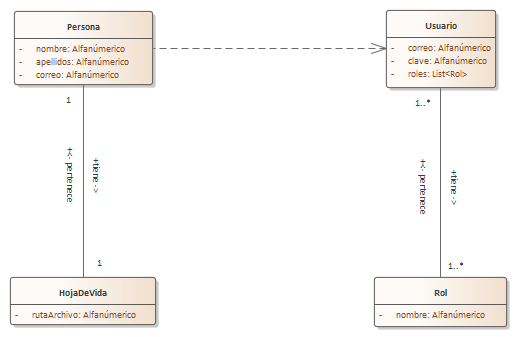 Persona
- nombre: Alfanúmerico
- apellidos: Alfanúmerico
- correo: Alfanúmerico
Usuario
- correo: Alfanúmerico
- clave: Alfanúmerico
- roles: List<Rol>
1
1..*
+<- pertenece
+tiene ->
+<- pertenece
+tiene ->
1
1..*
HojaDeVida
- rutaArchivo: Alfanúmerico
Rol
- nombre: Alfanúmerico